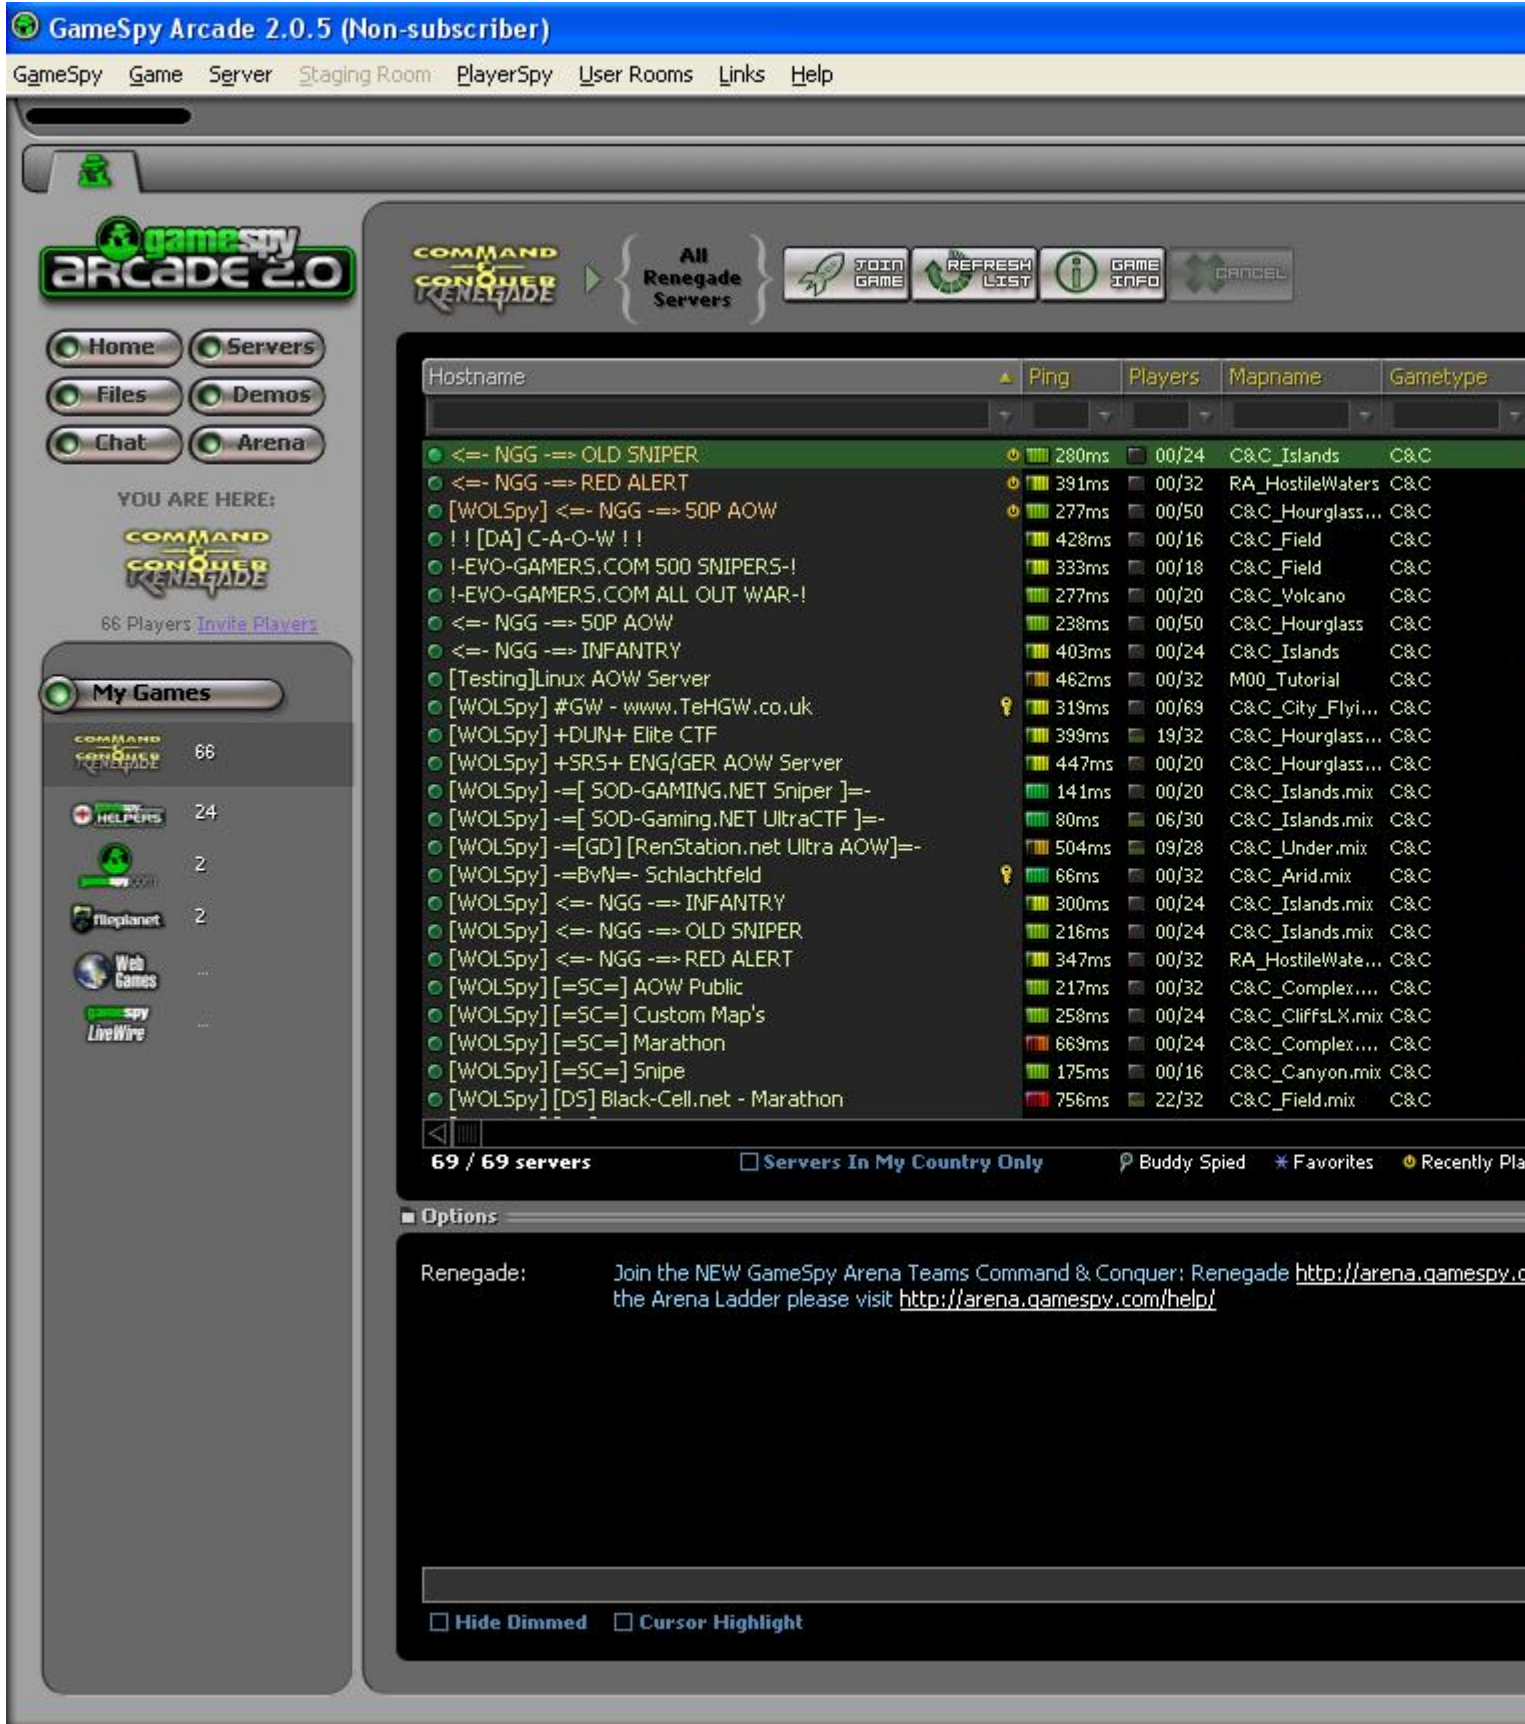 GameSpy Arcade 2.0.5 (Non-subscriber)
GameSpy Game Server Staging Room PlayerSpy User Rooms Links Help
gamespy
ARCADE 2.0
Home Servers
Files Demos
Chat Arena
YOU ARE HERE:
COMMAND
&
CONQUER
RENEGADE
66 Players Invite Players
My Games
COMMAND
&
CONQUER
RENEGADE
66
SPY
HELPERS
24
2
fileplanet
2
Web
Games
...
gamespy
LiveWire
...
COMMAND
&
CONQUER
RENEGADE
All
Renegade
Servers
JOIN
GAME
REFRESH
LIST
GAME
INFO
CANCEL
Hostname Ping Players Mapname Gametype
<=- NGG -=> OLD SNIPER 280ms 00/24 C&C_Islands C&C
<=- NGG -=> RED ALERT 391ms 00/32 RA_HostileWaters C&C
[WOLSpy] <=- NGG -=> 50P AOW 277ms 00/50 C&C_Hourglass... C&C
! ! [DA] C-A-O-W ! ! 428ms 00/16 C&C_Field C&C
!-EVO-GAMERS.COM 500 SNIPERS-! 333ms 00/18 C&C_Field C&C
!-EVO-GAMERS.COM ALL OUT WAR-! 277ms 00/20 C&C_Volcano C&C
<=- NGG -=> 50P AOW 238ms 00/50 C&C_Hourglass C&C
<=- NGG -=> INFANTRY 403ms 00/24 C&C_Islands C&C
[Testing]Linux AOW Server 462ms 00/32 M00_Tutorial C&C
[WOLSpy] #GW - www.TeHGW.co.uk 319ms 00/69 C&C_City_Flyi... C&C
[WOLSpy] +DUN+ Elite CTF 399ms 19/32 C&C_Hourglass... C&C
[WOLSpy] +SRS+ ENG/GER AOW Server 447ms 00/20 C&C_Hourglass... C&C
[WOLSpy] -=[ SOD-GAMING.NET Sniper ]=- 141ms 00/20 C&C_Islands.mix C&C
[WOLSpy] -=[ SOD-Gaming.NET UltraCTF ]=- 80ms 06/30 C&C_Islands.mix C&C
[WOLSpy] -=[GD] [RenStation.net Ultra AOW]=- 504ms 09/28 C&C_Under.mix C&C
[WOLSpy] -=BvN=- Schlachtfeld 66ms 00/32 C&C_Arid.mix C&C
[WOLSpy] <=- NGG -=> INFANTRY 300ms 00/24 C&C_Islands.mix C&C
[WOLSpy] <=- NGG -=> OLD SNIPER 216ms 00/24 C&C_Islands.mix C&C
[WOLSpy] <=- NGG -=> RED ALERT 347ms 00/32 RA_HostileWate... C&C
[WOLSpy] [=SC=] AOW Public 217ms 00/32 C&C_Complex.... C&C
[WOLSpy] [=SC=] Custom Map's 258ms 00/24 C&C_CliffsLX.mix C&C
[WOLSpy] [=SC=] Marathon 669ms 00/24 C&C_Complex.... C&C
[WOLSpy] [=SC=] Snipe 175ms 00/16 C&C_Canyon.mix C&C
[WOLSpy] [DS] Black-Cell.net - Marathon 756ms 22/32 C&C_Field.mix C&C
69 / 69 servers Servers In My Country Only Buddy Spied Favorites Recently Pla
Options
Renegade: Join the NEW GameSpy Arena Teams Command & Conquer: Renegade http://arena.gamespy.c
the Arena Ladder please visit http://arena.gamespy.com/help/
Hide Dimmed Cursor Highlight